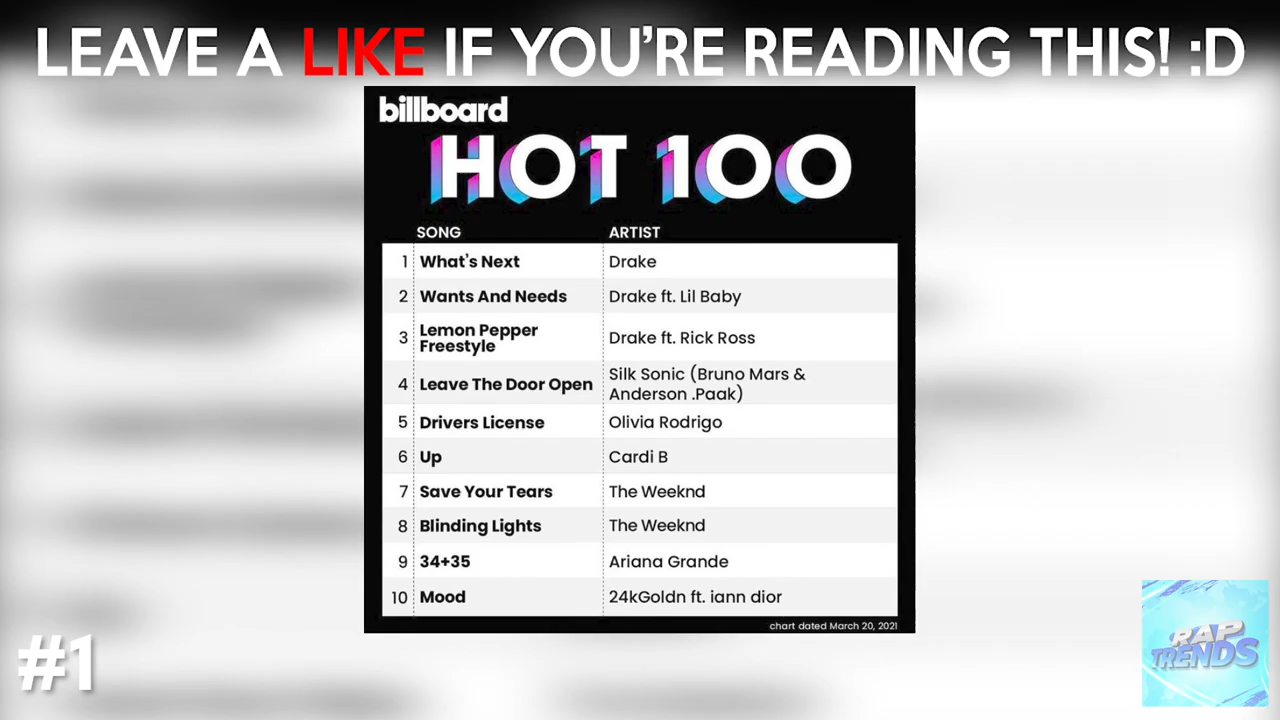 LEAVE A LIKE IF YOU'RE READING THIS! :D
billboard
HOT 100
SONG ARTIST
1 What's Next Drake
2 Wants And Needs Drake ft. Lil Baby
3 Lemon Pepper Freestyle Drake ft. Rick Ross
4 Leave The Door Open Silk Sonic (Bruno Mars & Anderson .Paak)
5 Drivers License Olivia Rodrigo
6 Up Cardi B
7 Save Your Tears The Weeknd
8 Blinding Lights The Weeknd
9 34+35 Ariana Grande
10 Mood 24kGoldn ft. iann dior
chart dated March 20, 2021
#1
RAP
TRENDS